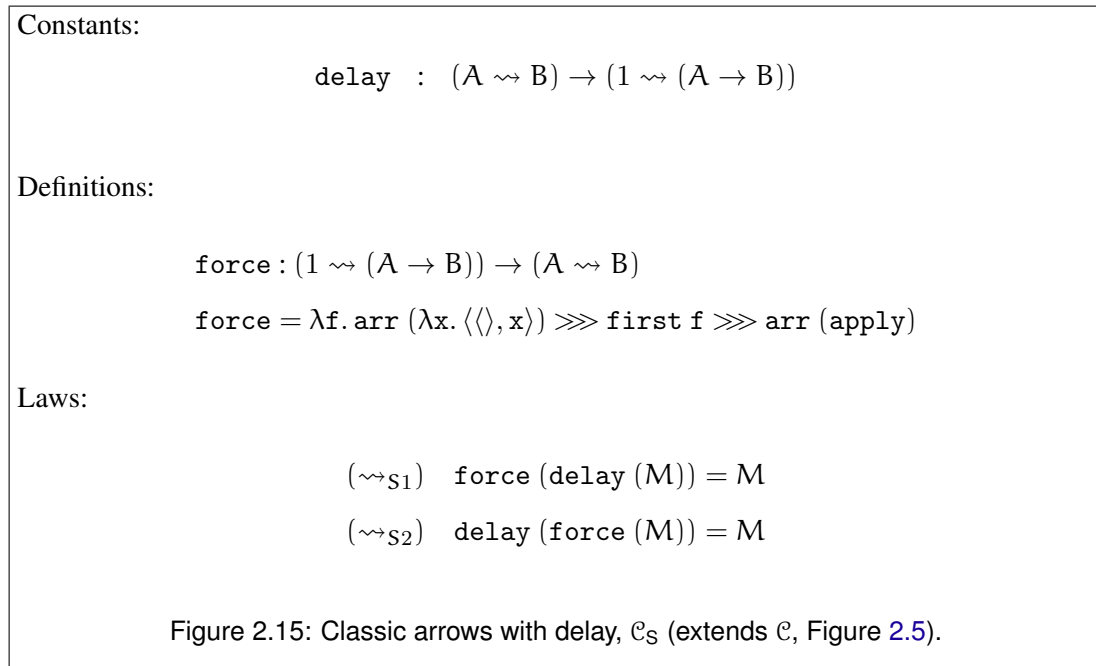 Constants:
delay : (A ⇝ B) → (1 ⇝ (A → B))
Definitions:
force : (1 ⇝ (A → B)) → (A ⇝ B)
force = λf. arr (λx. ⟨⟨⟩, x⟩) ⋙ first f ⋙ arr (apply)
Laws:
(⇝S1) force (delay (M)) = M
(⇝S2) delay (force (M)) = M
Figure 2.15: Classic arrows with delay, 𝒞S (extends 𝒞, Figure 2.5).